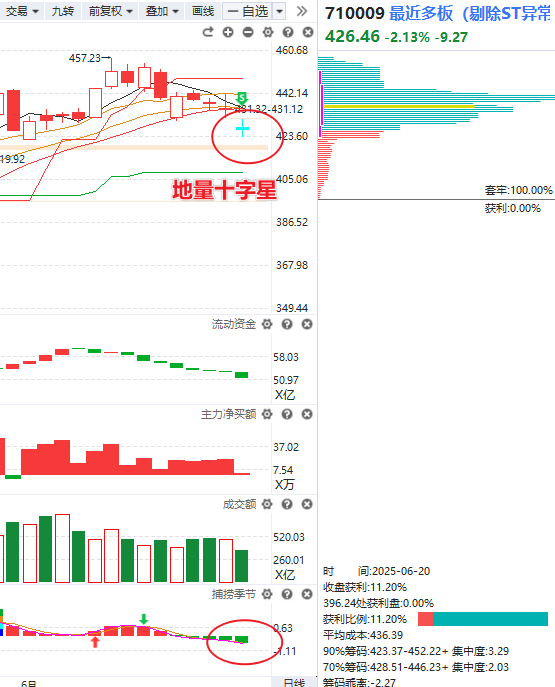 交易 九转 前复权 叠加 画线 一自选
710009 最近多板（剔除ST异常
426.46 -2.13% -9.27
460.68
457.23→
442.14
5
431.12
423.60
19.92
405.06
地量十字星
386.52
367.98
349.44
套牢:100.00%
获利:0.00%
流动资金
58.03
50.97
X亿
主力净买额
37.02
7.54
X万
成交额
520.03
260.01
X亿
捕捞季节
0.63
-1.11
6月
日线
时 间:2025-06-20
收盘获利:11.20%
396.24处获利盘:0.00%
获利比例:11.20%
平均成本:436.39
90%筹码:423.37-452.22+ 集中度:3.29
70%筹码:428.51-446.23+ 集中度:2.03
筹码乖离:-2.27